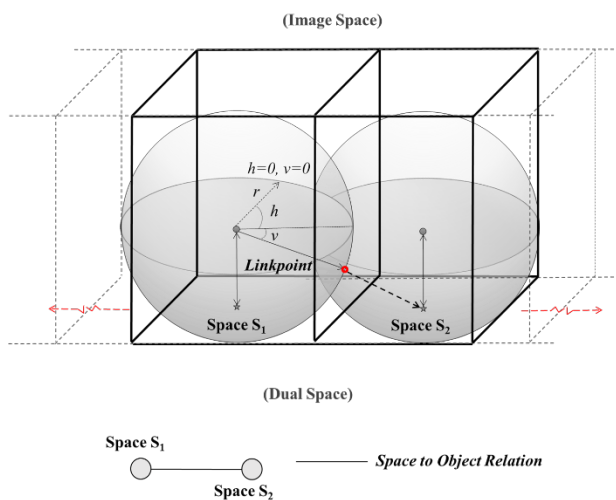 (Image Space)
h=0, v=0
r
h
v
Linkpoint
Space S1
Space S2
(Dual Space)
Space S1
Space S2
Space to Object Relation